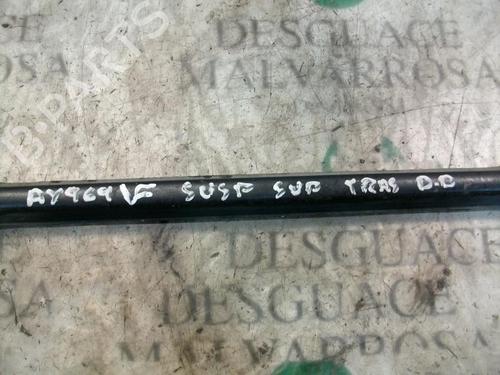 DESGUACE
MALVARROSA
B-PARTS
AY969VF SUSP SUP TRAS D.D
DESGUACE
DESGUACE
MALVARROSA